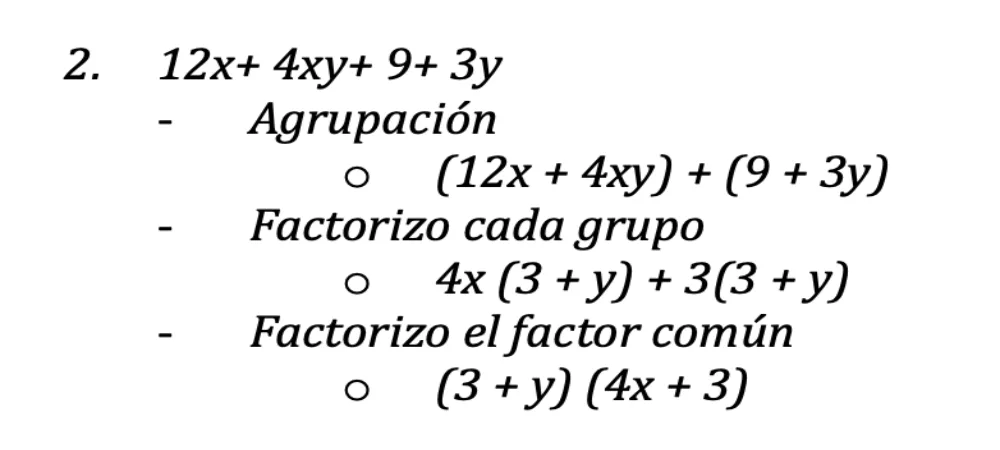 2. 12x+ 4xy+ 9+ 3y
- Agrupación
○ (12x + 4xy) + (9 + 3y)
- Factorizo cada grupo
○ 4x (3 + y) + 3(3 + y)
- Factorizo el factor común
○ (3 + y) (4x + 3)